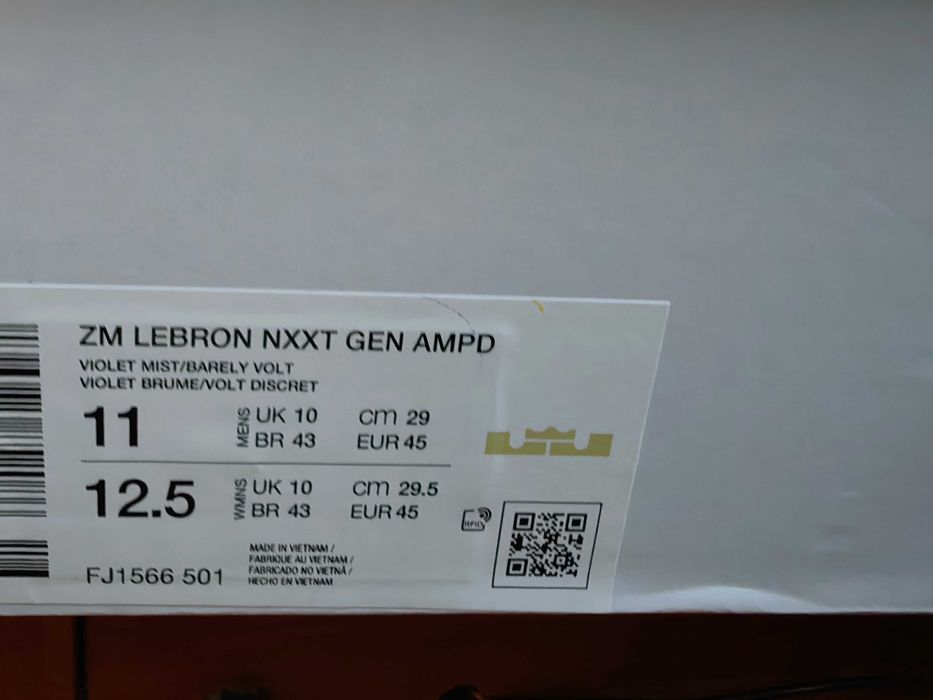 ZM LEBRON NXXT GEN AMPD
VIOLET MIST/BARELY VOLT
VIOLET BRUME/VOLT DISCRET
11 MENS UK 10 cm 29
BR 43 EUR 45
12.5 WMNS UK 10 cm 29.5
BR 43 EUR 45
RFID
MADE IN VIETNAM /
FABRIQUE AU VIETNAM /
FABRICADO NO VIETNÃ /
HECHO EN VIETNAM
FJ1566 501